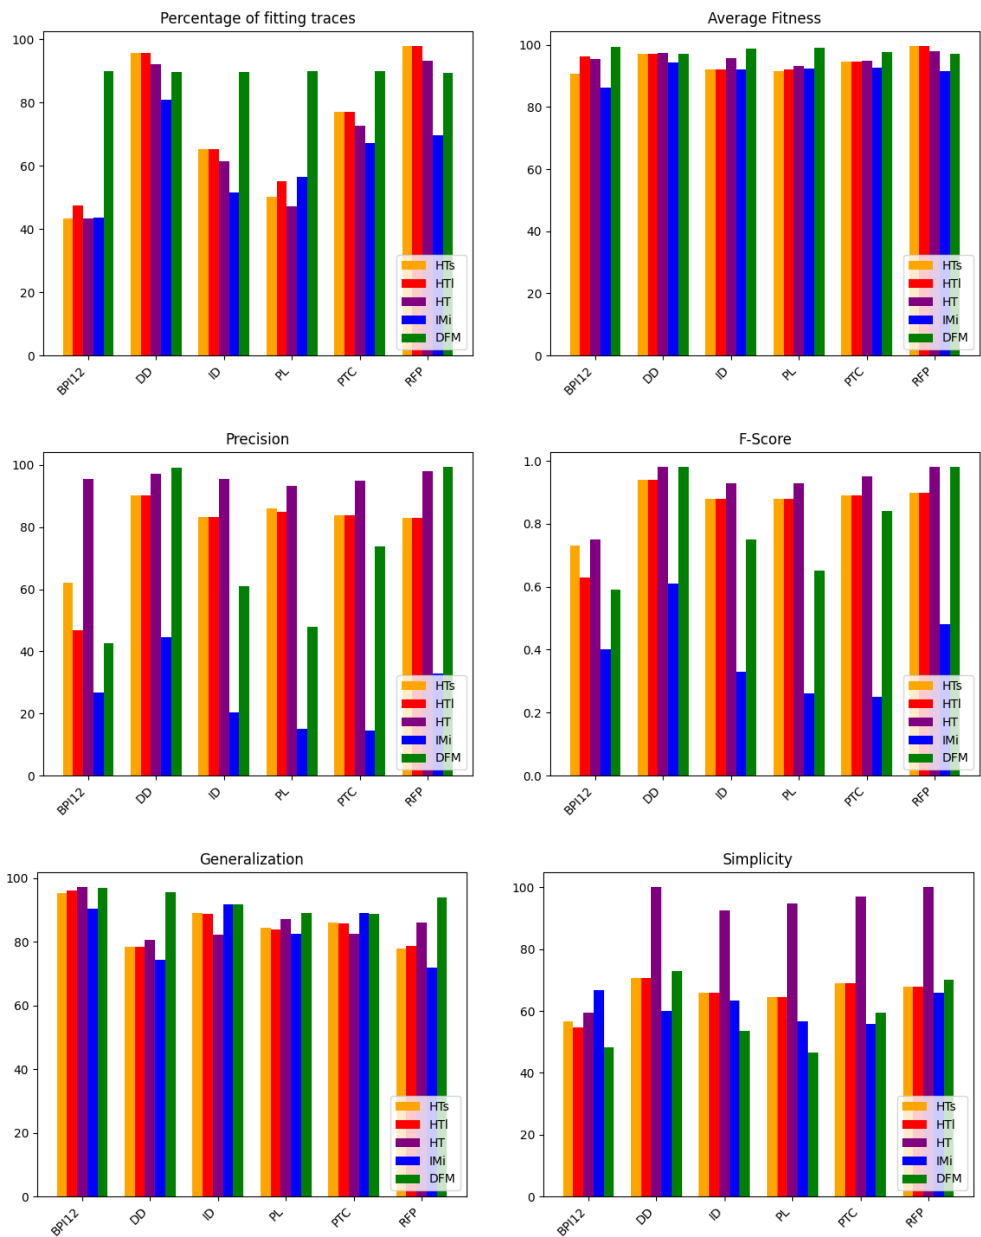 Percentage of fitting traces
100
80
60
40
20
0
BPI12
DD
ID
PL
PTC
RFP
HTs
HTl
HT
IMi
DFM
Average Fitness
100
80
60
40
20
0
BPI12
DD
ID
PL
PTC
RFP
HTs
HTl
HT
IMi
DFM
Precision
100
80
60
40
20
0
BPI12
DD
ID
PL
PTC
RFP
HTs
HTl
HT
IMi
DFM
F-Score
1.0
0.8
0.6
0.4
0.2
0.0
BPI12
DD
ID
PL
PTC
RFP
HTs
HTl
HT
IMi
DFM
Generalization
100
80
60
40
20
0
BPI12
DD
ID
PL
PTC
RFP
HTs
HTl
HT
IMi
DFM
Simplicity
100
80
60
40
20
0
BPI12
DD
ID
PL
PTC
RFP
HTs
HTl
HT
IMi
DFM